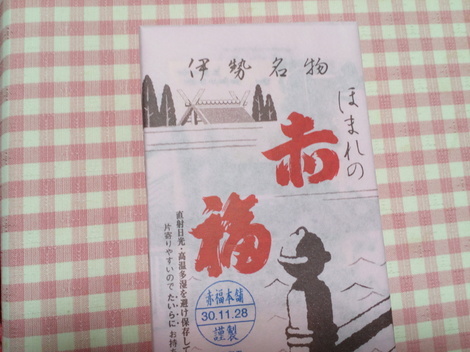 伊勢名物
ほまれの
赤
福
直射日光・高温多湿を避け保存して
片寄りやすいのでたいらにお持
赤福本舗
30.11.28
謹製